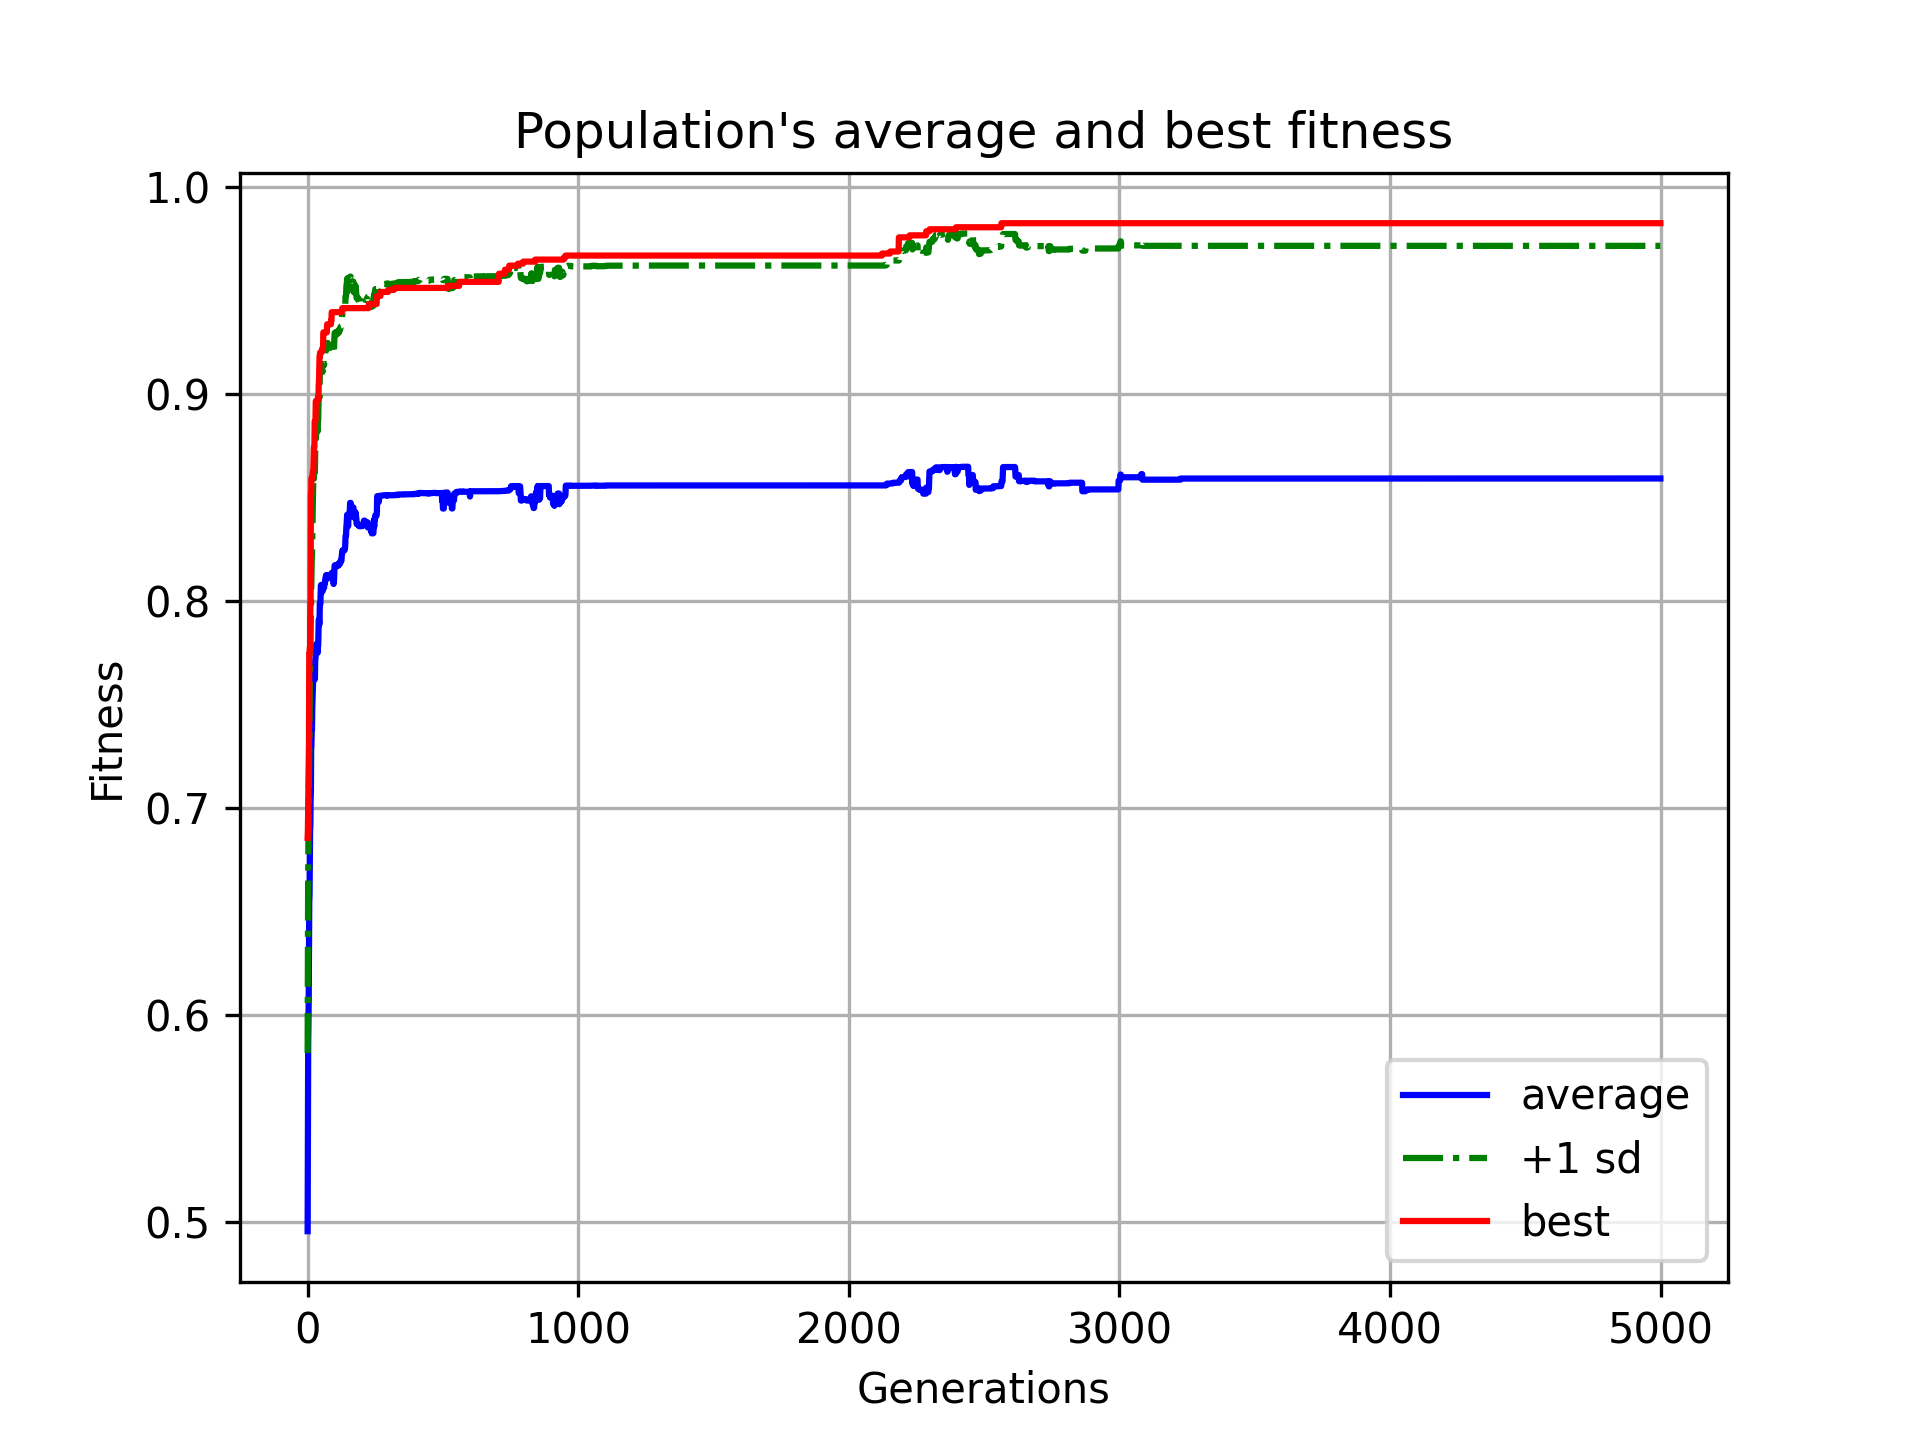 Population's average and best fitness
1.0
0.9
0.8
0.7
0.6
0.5
Fitness
0 1000 2000 3000 4000 5000
Generations
average
+1 sd
best